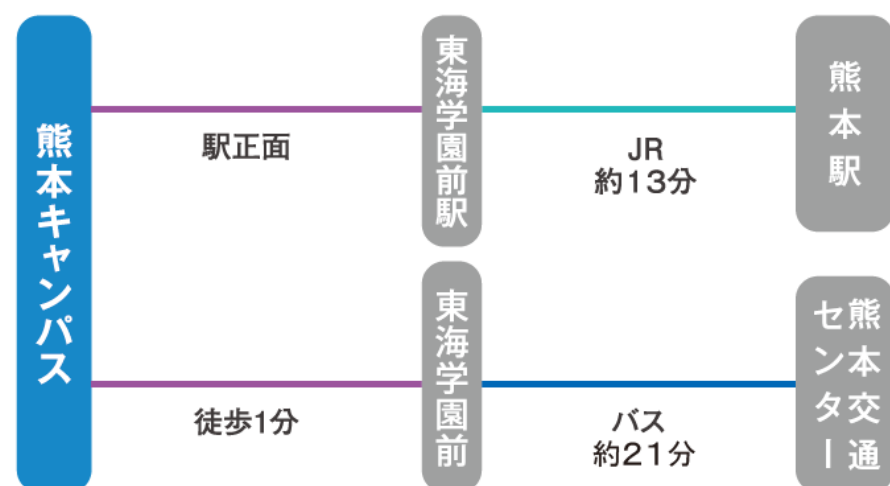 熊本キャンパス
駅正面
東海学園前駅
JR
約13分
熊本駅
徒歩1分
東海学園前
バス
約21分
熊本交通
センター